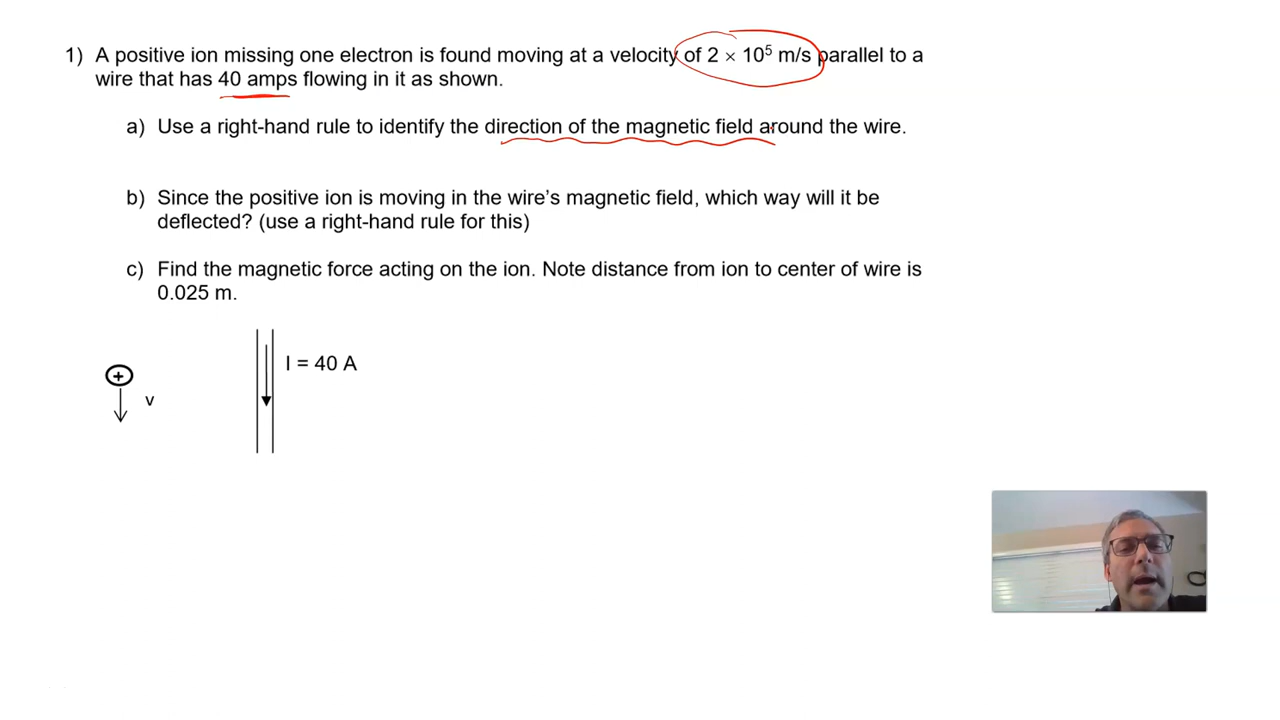 1) A positive ion missing one electron is found moving at a velocity of 2 × 10⁵ m/s parallel to a
wire that has 40 amps flowing in it as shown.
a) Use a right-hand rule to identify the direction of the magnetic field around the wire.
b) Since the positive ion is moving in the wire’s magnetic field, which way will it be
deflected? (use a right-hand rule for this)
c) Find the magnetic force acting on the ion. Note distance from ion to center of wire is
0.025 m.
I = 40 A
+
v